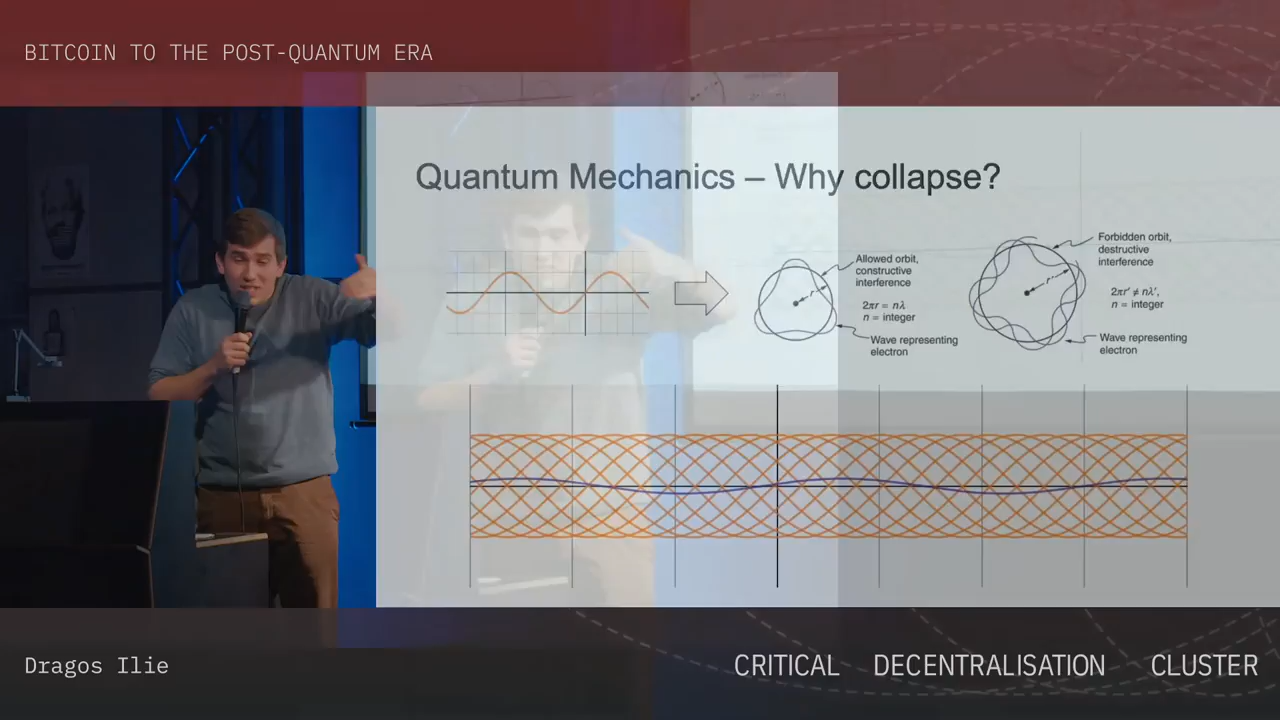 BITCOIN TO THE POST-QUANTUM ERA
Quantum Mechanics – Why collapse?
Allowed orbit,
constructive
interference
2πr = nλ
n = integer
Wave representing
electron
r
Forbidden orbit,
destructive
interference
2πr′ ≠ nλ′,
n = integer
Wave representing
electron
r′
Dragos Ilie
CRITICAL DECENTRALISATION CLUSTER